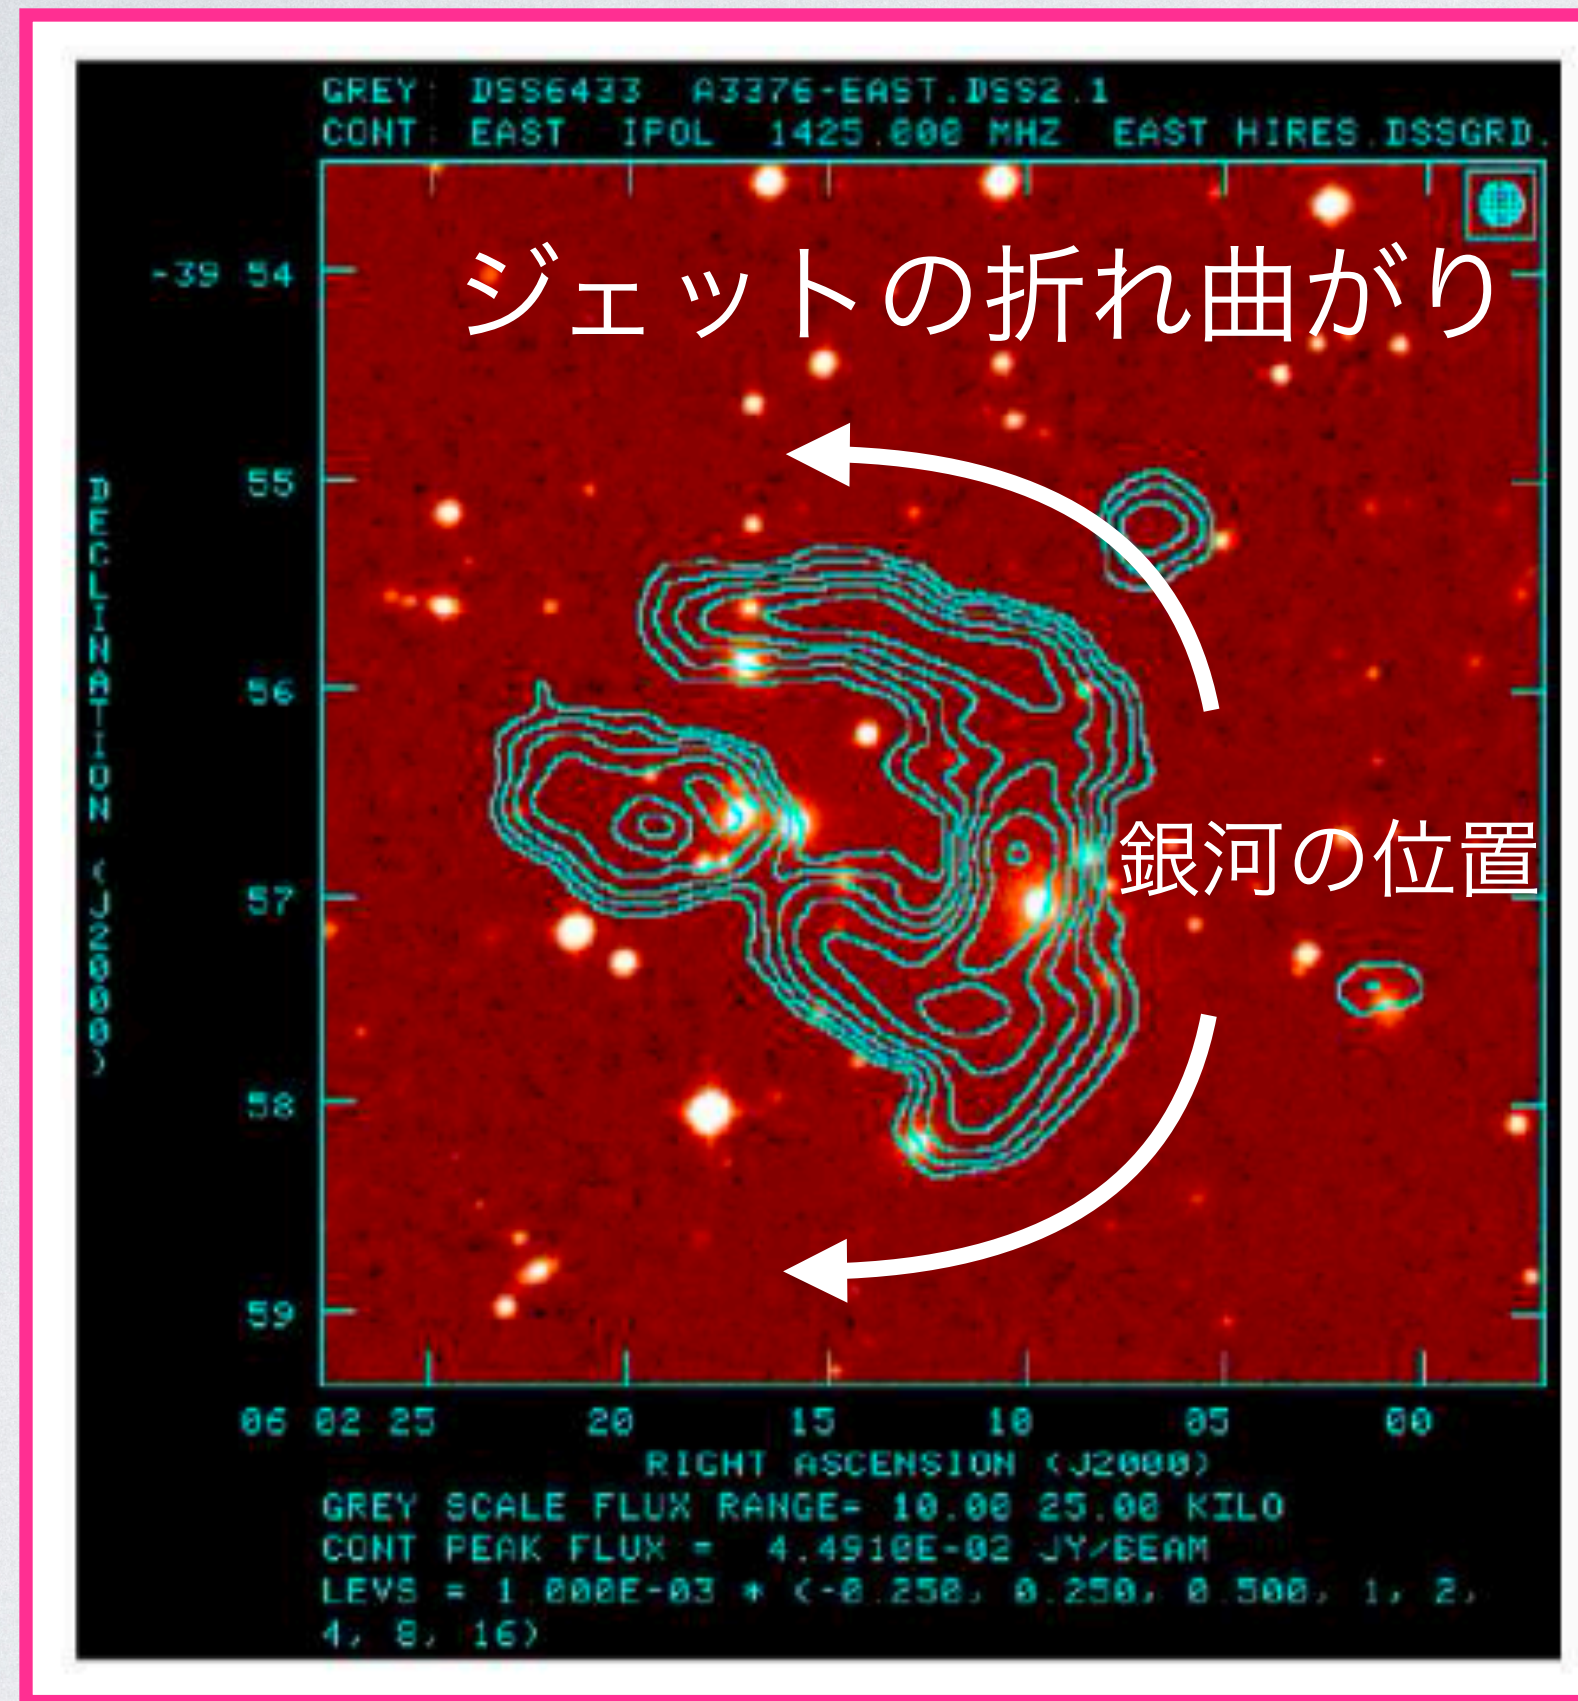 GREY: DSS6433 A3376-EAST.DSS2.1
CONT: EAST IPOL 1425.000 MHZ EAST HIRES.DSSGRD.
ジェットの折れ曲がり
-39 54
55
56
銀河の位置
57
58
59
DECLINATION (J2000)
06 02 25 20 15 10 05 00
RIGHT ASCENSION (J2000)
GREY SCALE FLUX RANGE= 10.00 25.00 KILO
CONT PEAK FLUX = 4.4910E-02 JY/BEAM
LEVS = 1.000E-03 * (-0.250, 0.250, 0.500, 1, 2,
4, 8, 16)